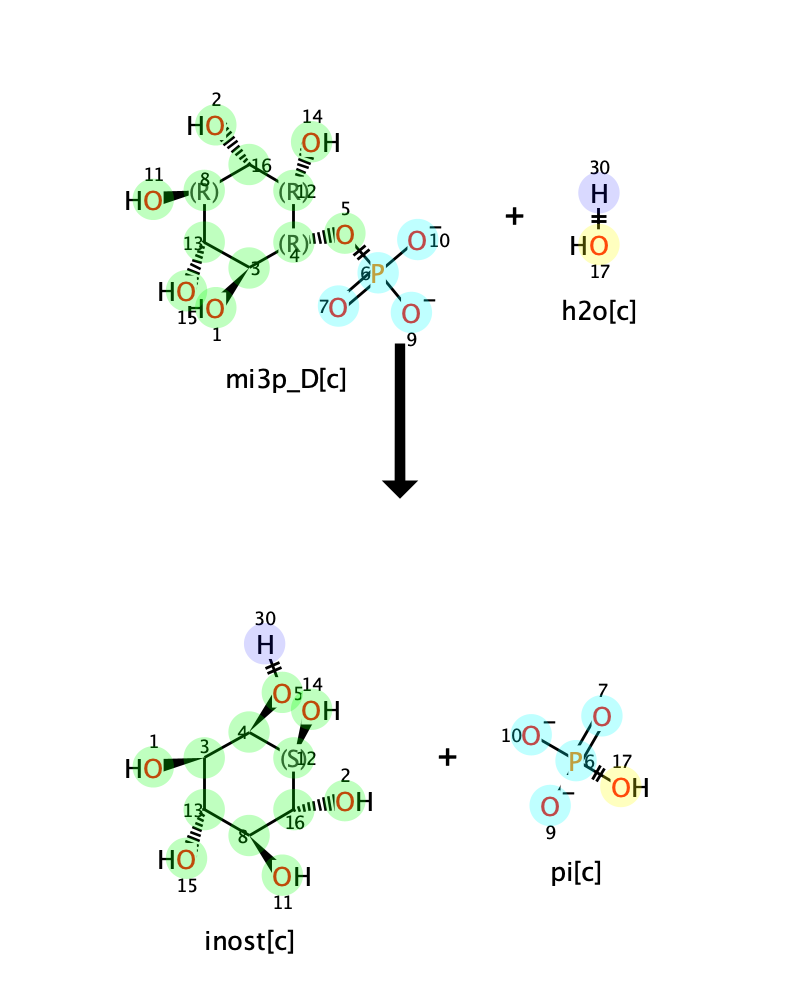 2
14
HO
OH
30
16
H
11
8
(R)
(R)
12
HO
5
+
O
−
O
10
13
(R)
HO
4
17
3
6
P
HO
HO
7
O
O
−
15
1
9
h2o[c]
mi3p_D[c]
30
H
14
O
5
7
OH
O
4
−
10
O
1
3
(S)
12
+
P
6
17
HO
2
OH
13
OH
O
−
16
8
9
HO
15
OH
pi[c]
11
inost[c]